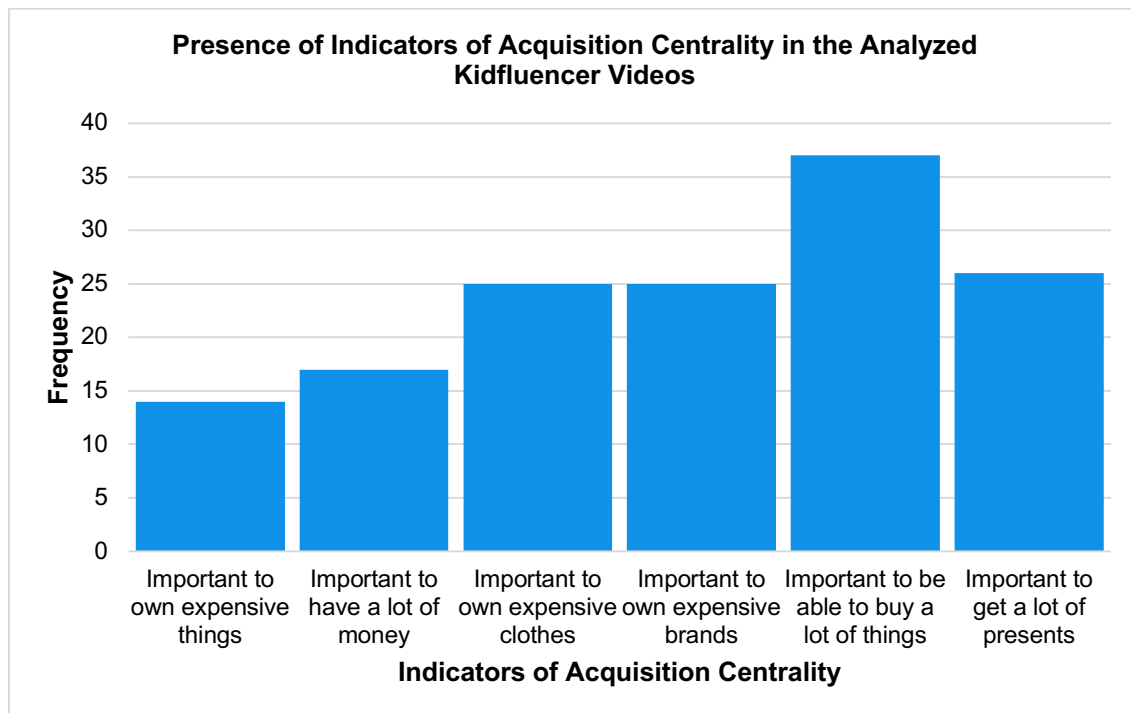 Presence of Indicators of Acquisition Centrality in the Analyzed
Kidfluencer Videos
Frequency
40
35
30
25
20
15
10
5
0
Important to
own expensive
things
Important to
have a lot of
money
Important to
own expensive
clothes
Important to
own expensive
brands
Important to be
able to buy a
lot of things
Important to
get a lot of
presents
Indicators of Acquisition Centrality